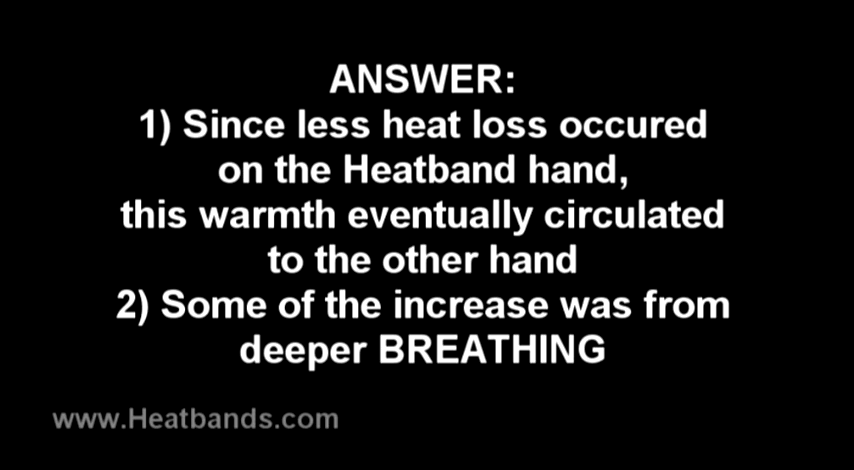 ANSWER:
1) Since less heat loss occured
on the Heatband hand,
this warmth eventually circulated
to the other hand
2) Some of the increase was from
deeper BREATHING
www.Heatbands.com